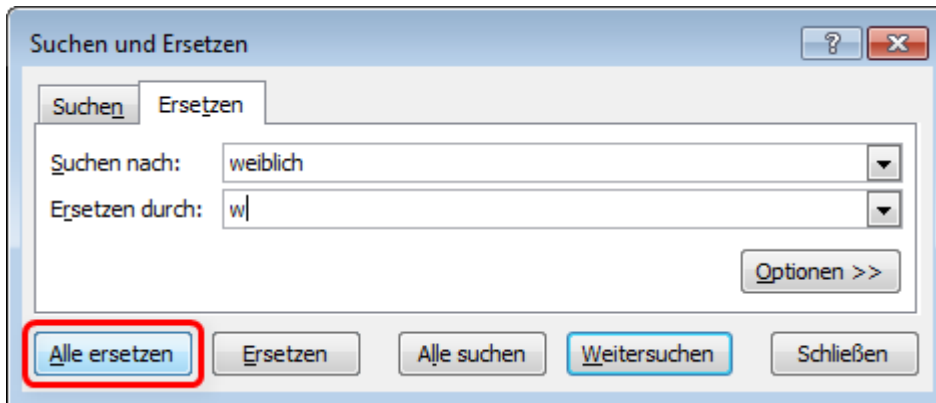 Suchen und Ersetzen
Suchen Ersetzen
Suchen nach: weiblich
Ersetzen durch: w
Optionen >>
Alle ersetzen Ersetzen Alle suchen Weitersuchen Schließen